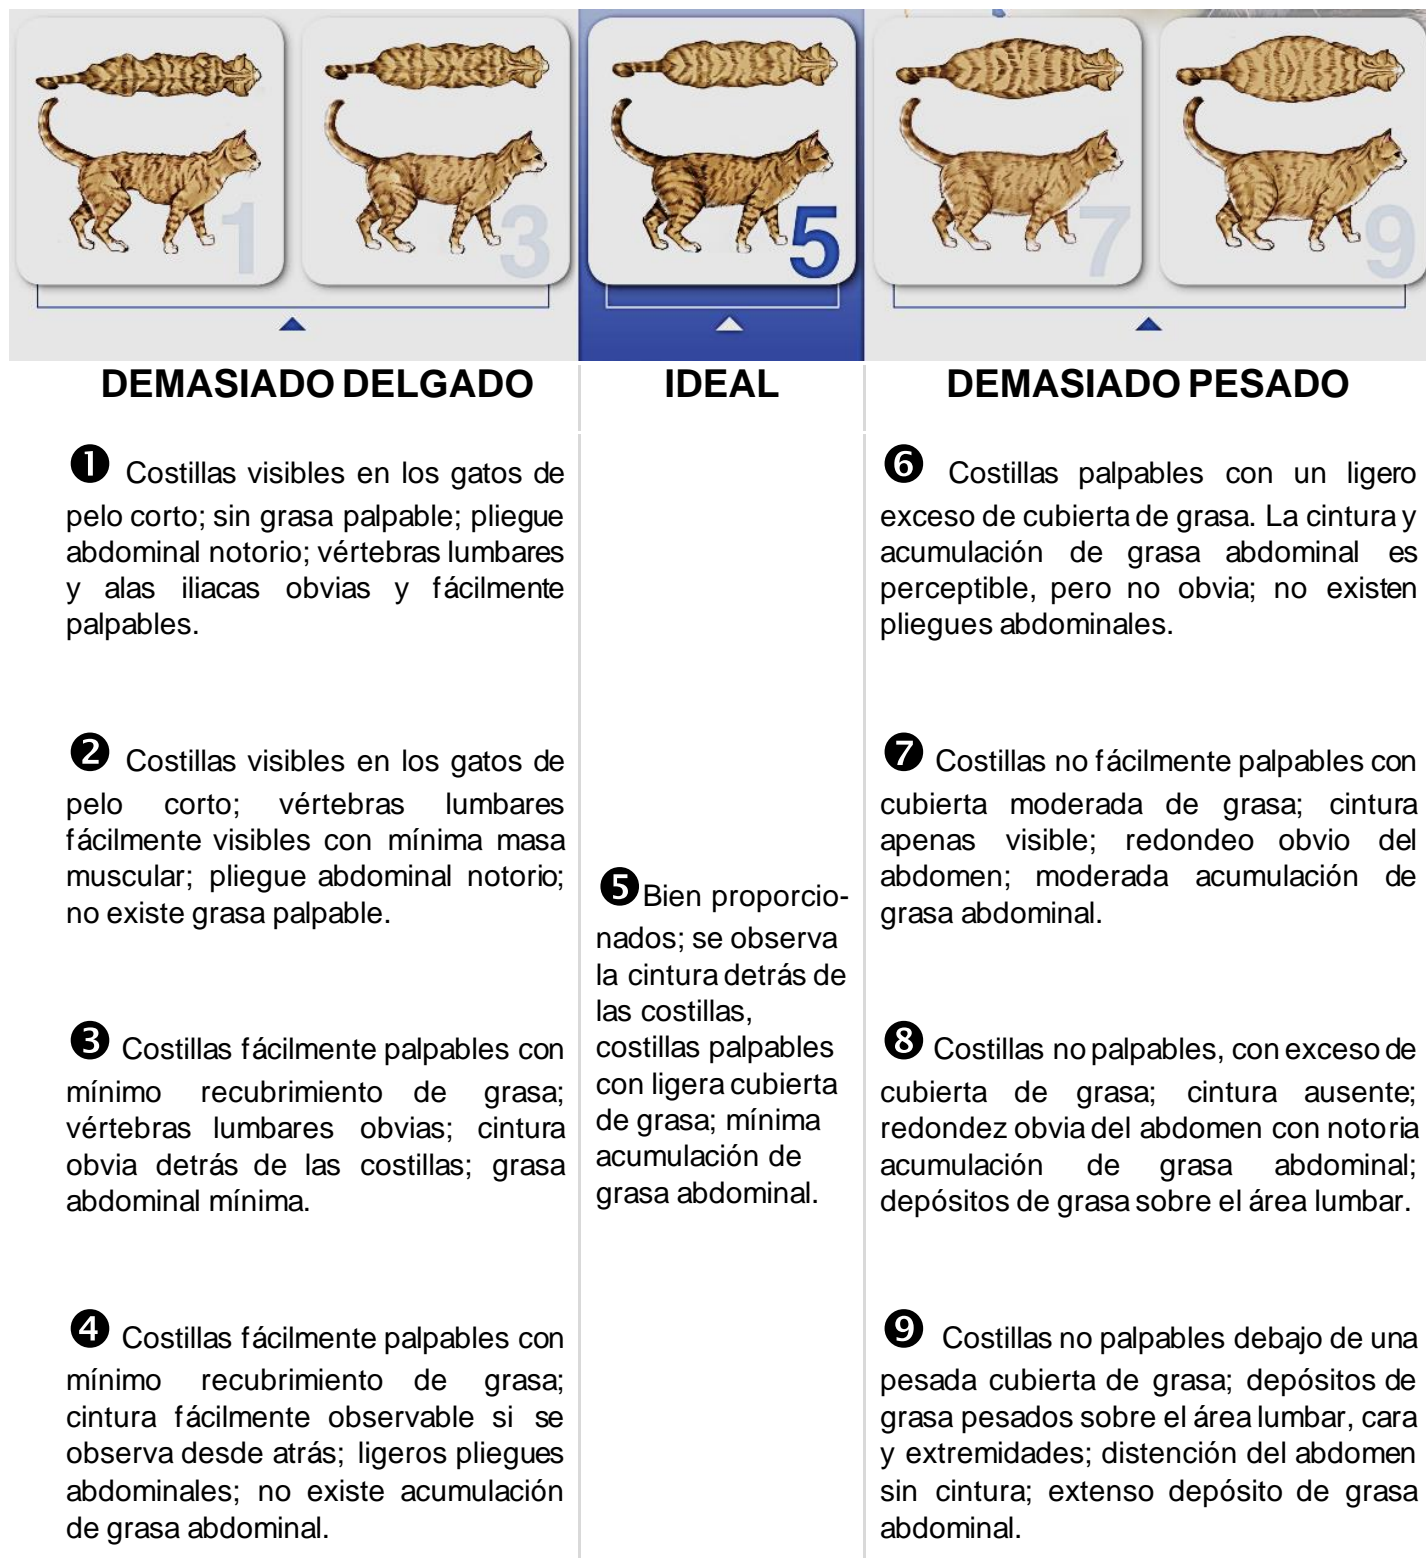 1
3
5
7
9
DEMASIADO DELGADO
IDEAL
DEMASIADO PESADO
❶ Costillas visibles en los gatos de
pelo corto; sin grasa palpable; pliegue
abdominal notorio; vértebras lumbares
y alas iliacas obvias y fácilmente
palpables.
❷ Costillas visibles en los gatos de
pelo corto; vértebras lumbares
fácilmente visibles con mínima masa
muscular; pliegue abdominal notorio;
no existe grasa palpable.
❸ Costillas fácilmente palpables con
mínimo recubrimiento de grasa;
vértebras lumbares obvias; cintura
obvia detrás de las costillas; grasa
abdominal mínima.
❹ Costillas fácilmente palpables con
mínimo recubrimiento de grasa;
cintura fácilmente observable si se
observa desde atrás; ligeros pliegues
abdominales; no existe acumulación
de grasa abdominal.
❺Bien proporcio-
nados; se observa
la cintura detrás de
las costillas,
costillas palpables
con ligera cubierta
de grasa; mínima
acumulación de
grasa abdominal.
❻ Costillas palpables con un ligero
exceso de cubierta de grasa. La cintura y
acumulación de grasa abdominal es
perceptible, pero no obvia; no existen
pliegues abdominales.
❼ Costillas no fácilmente palpables con
cubierta moderada de grasa; cintura
apenas visible; redondeo obvio del
abdomen; moderada acumulación de
grasa abdominal.
❽ Costillas no palpables, con exceso de
cubierta de grasa; cintura ausente;
redondez obvia del abdomen con notoria
acumulación de grasa abdominal;
depósitos de grasa sobre el área lumbar.
❾ Costillas no palpables debajo de una
pesada cubierta de grasa; depósitos de
grasa pesados sobre el área lumbar, cara
y extremidades; distención del abdomen
sin cintura; extenso depósito de grasa
abdominal.